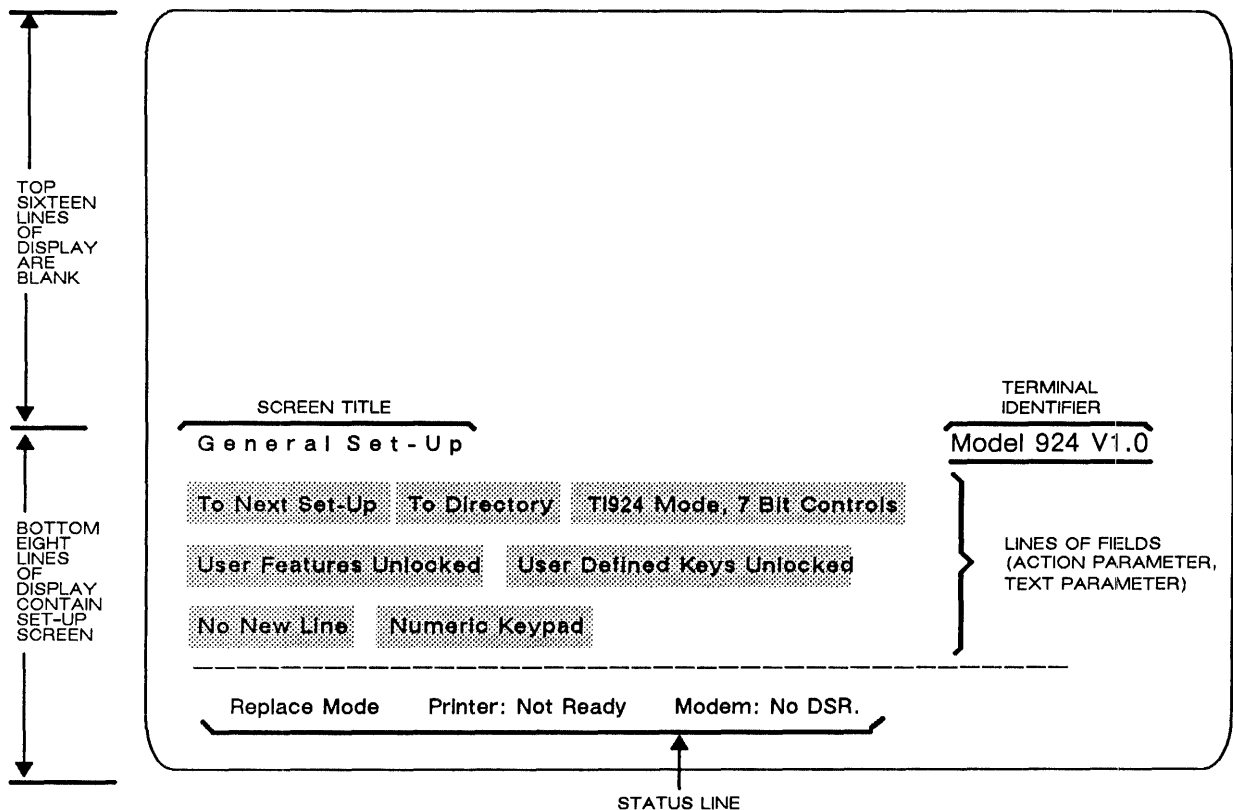 TOP
SIXTEEN
LINES
OF
DISPLAY
ARE
BLANK
SCREEN TITLE
TERMINAL
IDENTIFIER
General Set-Up
Model 924 V1.0
To Next Set-Up To Directory TI924 Mode, 7 Bit Controls
User Features Unlocked User Defined Keys Unlocked
No New Line Numeric Keypad
BOTTOM
EIGHT
LINES
OF
DISPLAY
CONTAIN
SET-UP
SCREEN
LINES OF FIELDS
(ACTION PARAMETER,
TEXT PARAMETER)
Replace Mode Printer: Not Ready Modem: No DSR.
STATUS LINE